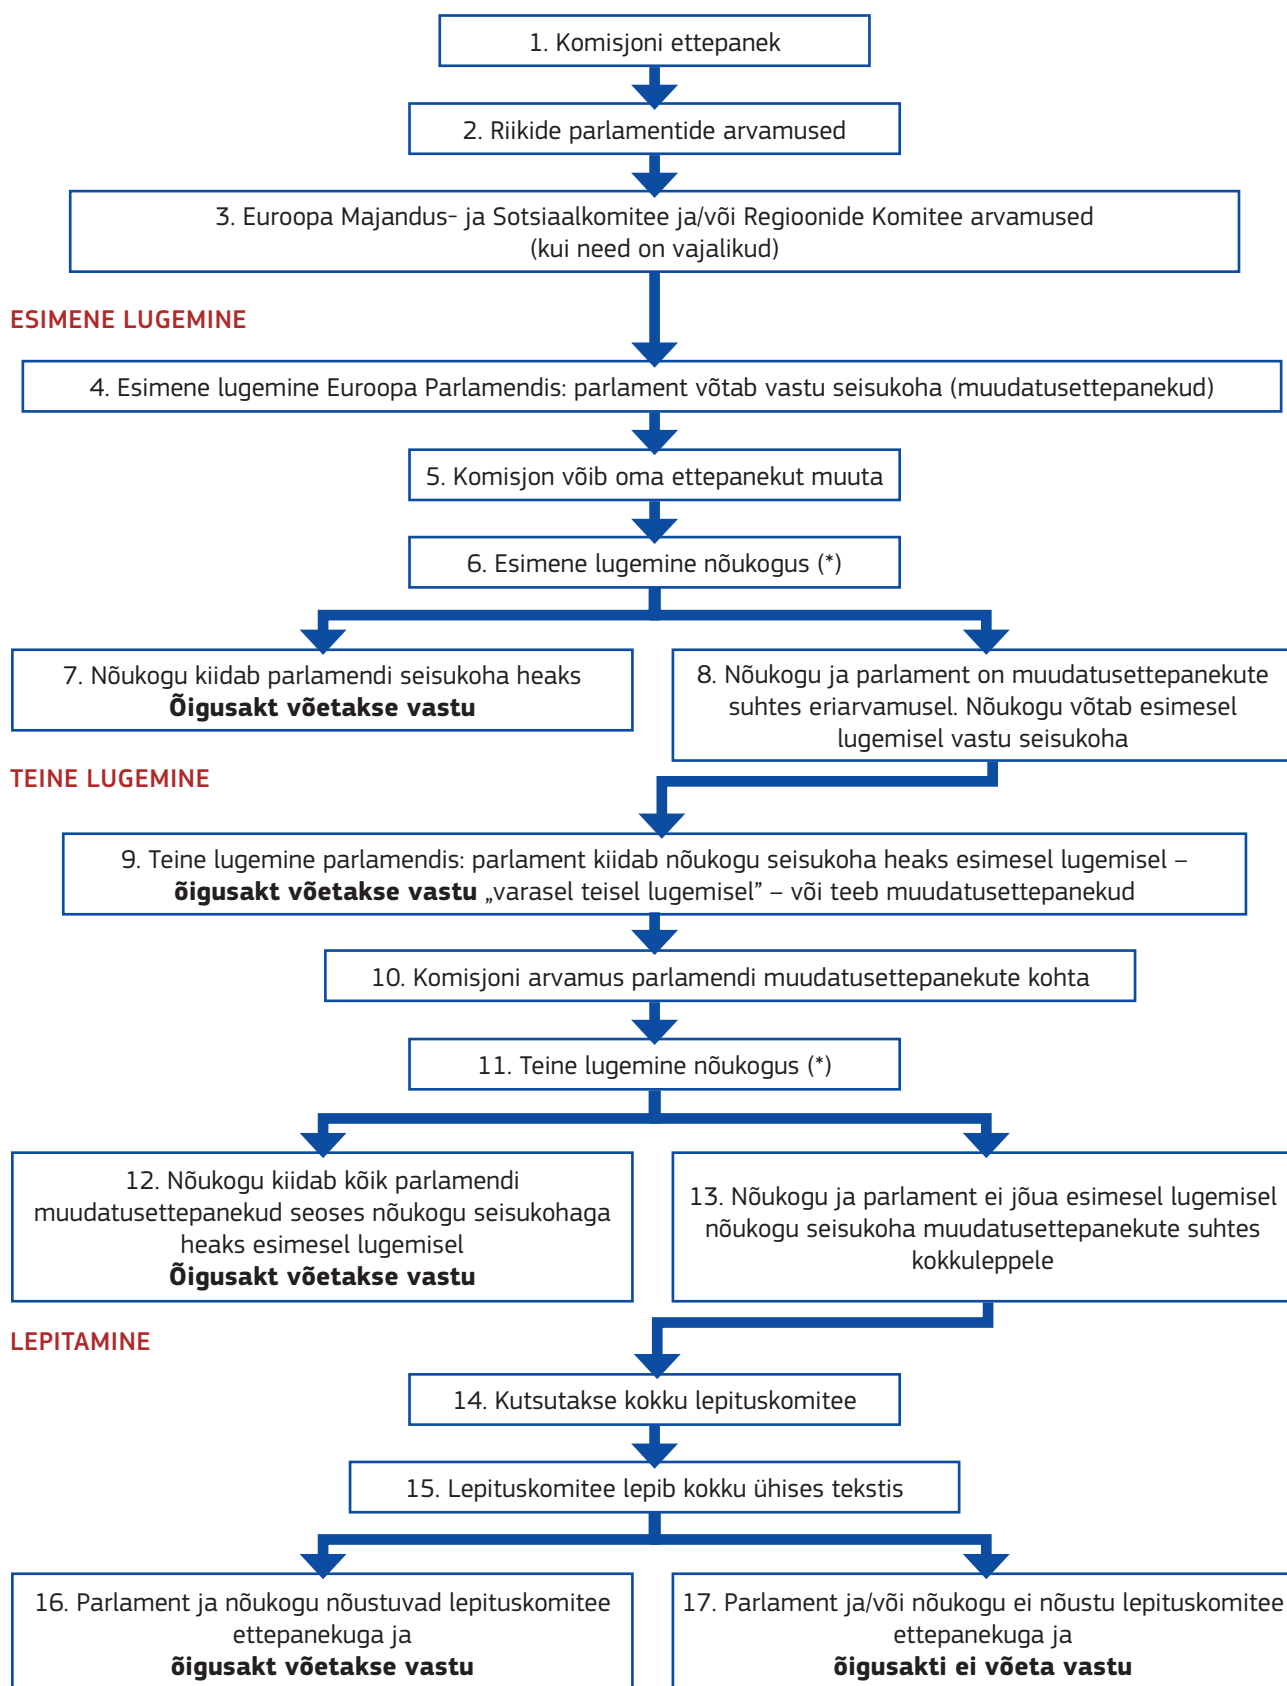 1. Komisjoni ettepanek
2. Riikide parlamentide arvamused
3. Euroopa Majandus- ja Sotsiaalkomitee ja/või Regioonide Komitee arvamused
(kui need on vajalikud)
ESIMENE LUGEMINE
4. Esimene lugemine Euroopa Parlamendis: parlament võtab vastu seisukoha (muudatusettepanekud)
5. Komisjon võib oma ettepanekut muuta
6. Esimene lugemine nõukogus (*)
7. Nõukogu kiidab parlamendi seisukoha heaks
Õigusakt võetakse vastu
8. Nõukogu ja parlament on muudatusettepanekute
suhtes eriarvamusel. Nõukogu võtab esimesel
lugemisel vastu seisukoha
TEINE LUGEMINE
9. Teine lugemine parlamendis: parlament kiidab nõukogu seisukoha heaks esimesel lugemisel –
õigusakt võetakse vastu „varasel teisel lugemisel” – või teeb muudatusettepanekud
10. Komisjoni arvamus parlamendi muudatusettepanekute kohta
11. Teine lugemine nõukogus (*)
12. Nõukogu kiidab kõik parlamendi
muudatusettepanekud seoses nõukogu seisukohaga
heaks esimesel lugemisel
Õigusakt võetakse vastu
13. Nõukogu ja parlament ei jõua esimesel lugemisel
nõukogu seisukoha muudatusettepanekute suhtes
kokkuleppele
LEPITAMINE
14. Kutsutakse kokku lepituskomitee
15. Lepituskomitee lepib kokku ühises tekstis
16. Parlament ja nõukogu nõustuvad lepituskomitee
ettepanekuga ja
õigusakt võetakse vastu
17. Parlament ja/või nõukogu ei nõustu lepituskomitee
ettepanekuga ja
õigusakti ei võeta vastu